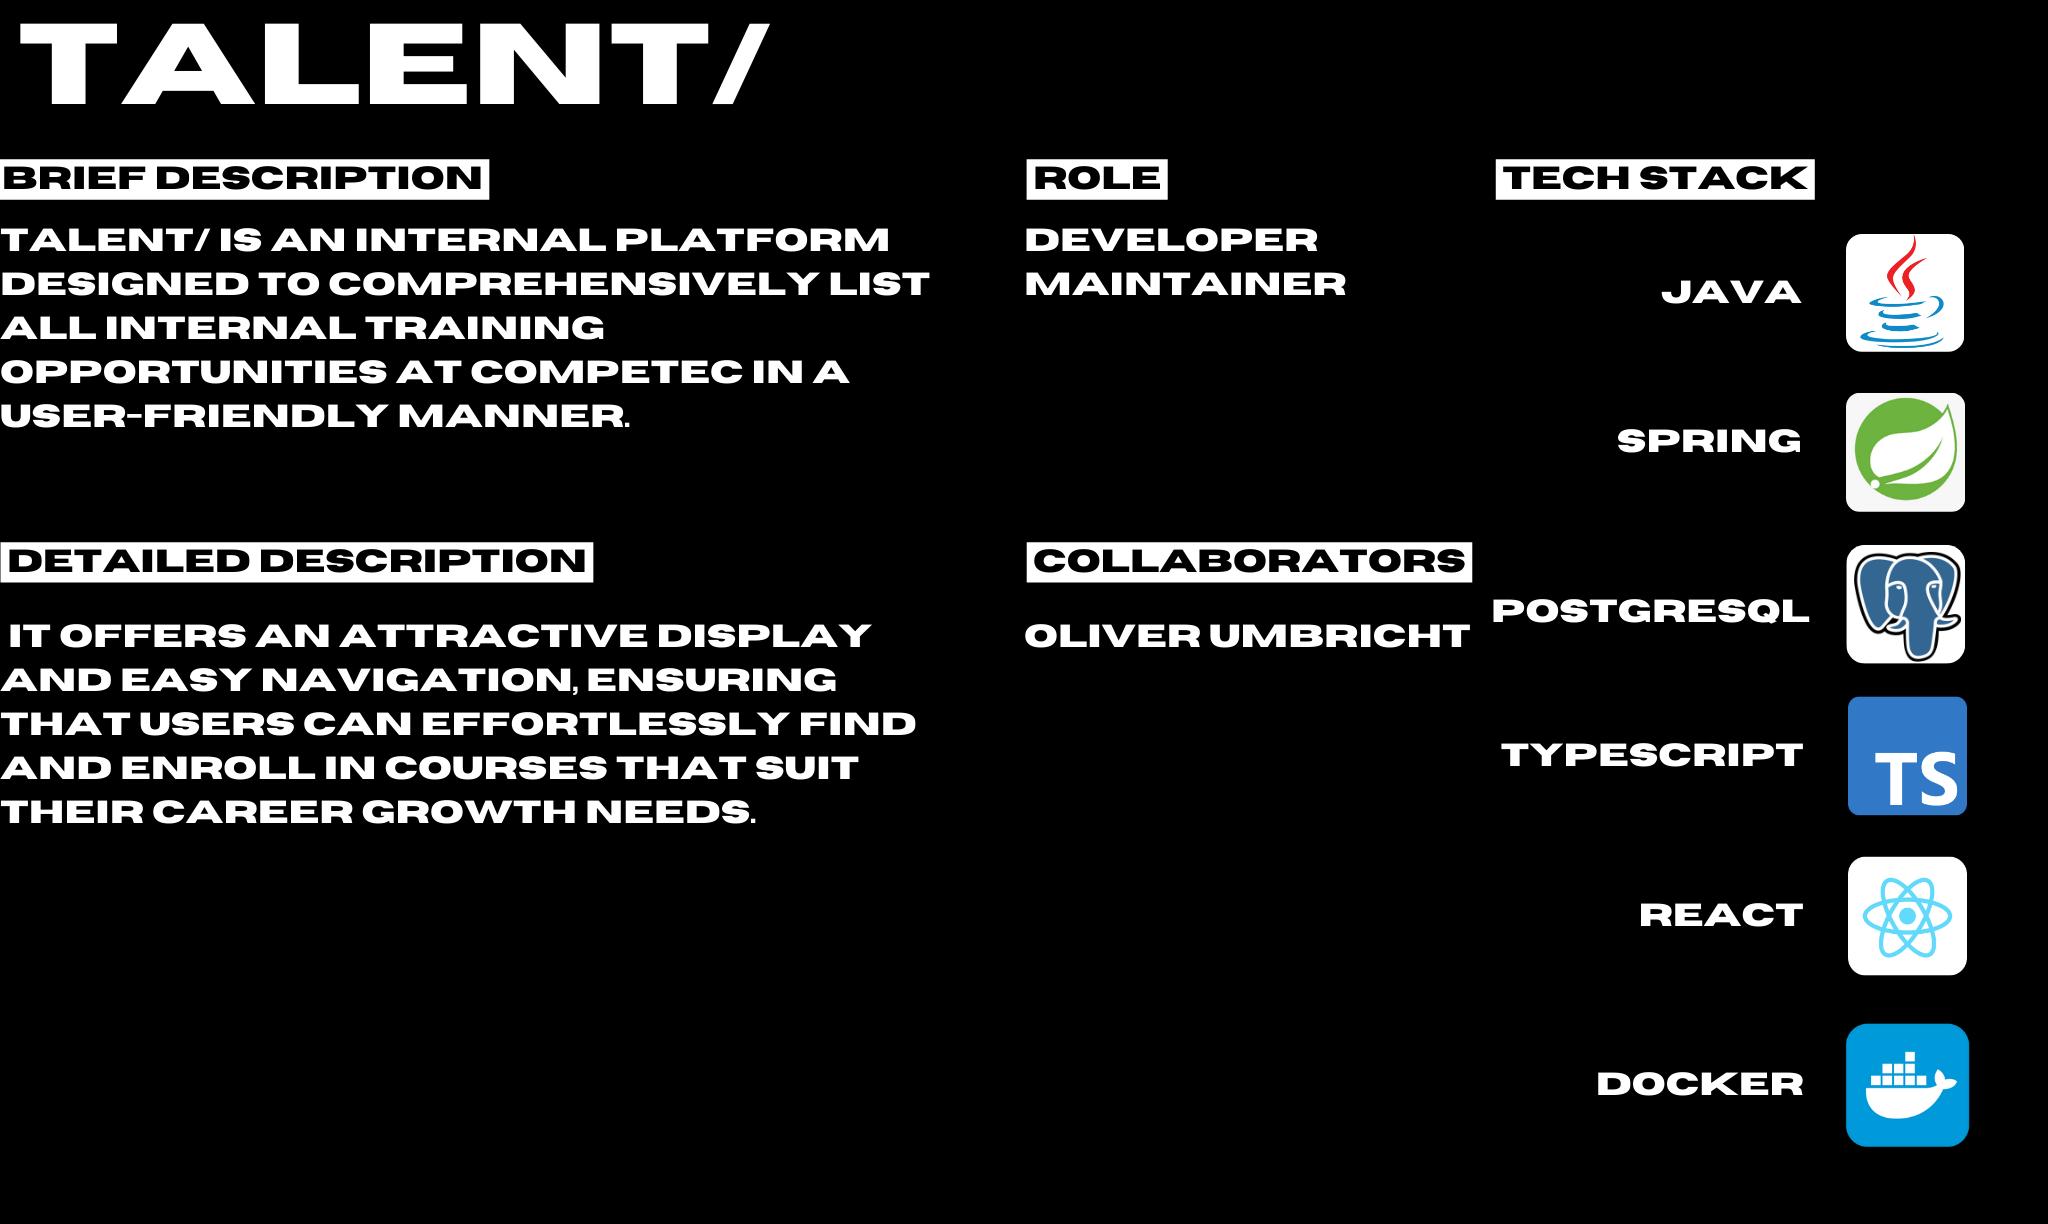 TALENT/
BRIEF DESCRIPTION
TALENT/ IS AN INTERNAL PLATFORM
DESIGNED TO COMPREHENSIVELY LIST
ALL INTERNAL TRAINING
OPPORTUNITIES AT COMPETEC IN A
USER-FRIENDLY MANNER.
DETAILED DESCRIPTION
IT OFFERS AN ATTRACTIVE DISPLAY
AND EASY NAVIGATION, ENSURING
THAT USERS CAN EFFORTLESSLY FIND
AND ENROLL IN COURSES THAT SUIT
THEIR CAREER GROWTH NEEDS.
ROLE
DEVELOPER
MAINTAINER
COLLABORATORS
OLIVER UMBRICHT
TECH STACK
JAVA
SPRING
POSTGRESQL
TYPESCRIPT
TS
REACT
DOCKER